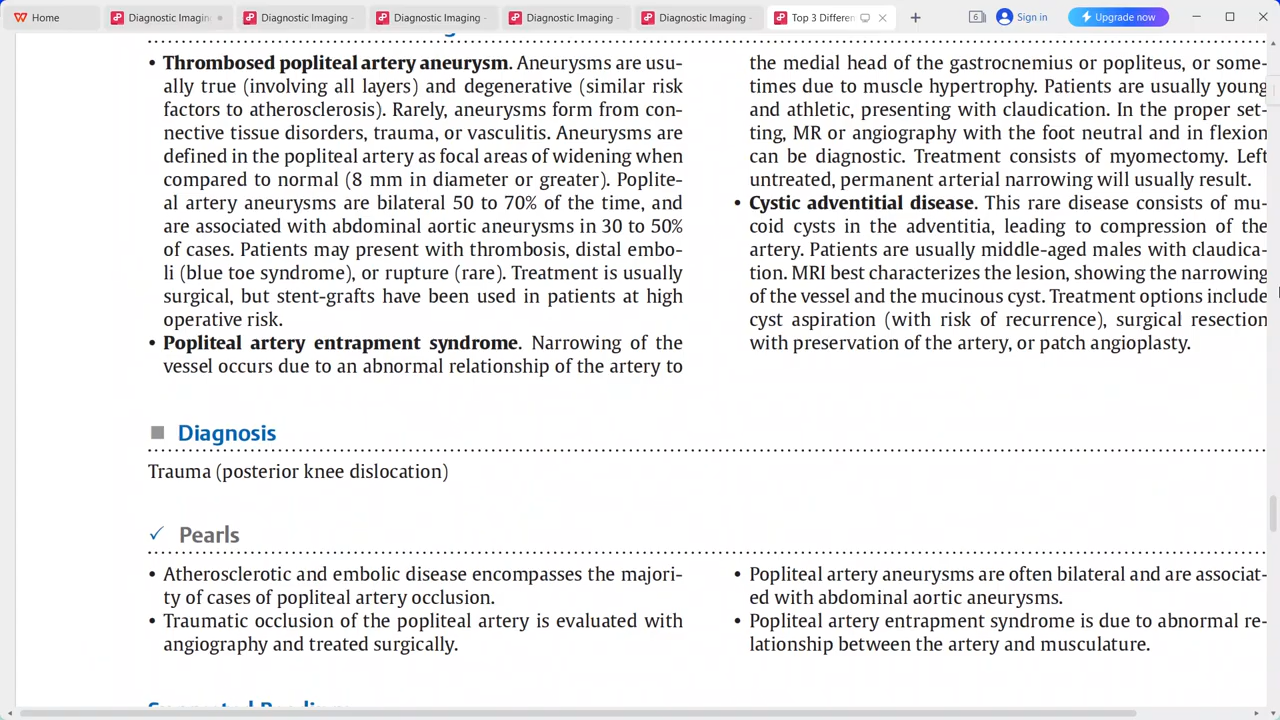 Home
Diagnostic Imaging
Diagnostic Imaging -
Diagnostic Imaging -
Diagnostic Imaging -
Diagnostic Imaging -
Top 3 Differen
6
Sign in
Upgrade now
• Thrombosed popliteal artery aneurysm. Aneurysms are usu-
ally true (involving all layers) and degenerative (similar risk
factors to atherosclerosis). Rarely, aneurysms form from con-
nective tissue disorders, trauma, or vasculitis. Aneurysms are
defined in the popliteal artery as focal areas of widening when
compared to normal (8 mm in diameter or greater). Poplite-
al artery aneurysms are bilateral 50 to 70% of the time, and
are associated with abdominal aortic aneurysms in 30 to 50%
of cases. Patients may present with thrombosis, distal embo-
li (blue toe syndrome), or rupture (rare). Treatment is usually
surgical, but stent-grafts have been used in patients at high
operative risk.
• Popliteal artery entrapment syndrome. Narrowing of the
vessel occurs due to an abnormal relationship of the artery to
the medial head of the gastrocnemius or popliteus, or some-
times due to muscle hypertrophy. Patients are usually young
and athletic, presenting with claudication. In the proper set-
ting, MR or angiography with the foot neutral and in flexion
can be diagnostic. Treatment consists of myomectomy. Left
untreated, permanent arterial narrowing will usually result.
• Cystic adventitial disease. This rare disease consists of mu-
coid cysts in the adventitia, leading to compression of the
artery. Patients are usually middle-aged males with claudica-
tion. MRI best characterizes the lesion, showing the narrowing
of the vessel and the mucinous cyst. Treatment options include
cyst aspiration (with risk of recurrence), surgical resection
with preservation of the artery, or patch angioplasty.
Diagnosis
Trauma (posterior knee dislocation)
Pearls
• Atherosclerotic and embolic disease encompasses the majori-
ty of cases of popliteal artery occlusion.
• Traumatic occlusion of the popliteal artery is evaluated with
angiography and treated surgically.
• Popliteal artery aneurysms are often bilateral and are associat-
ed with abdominal aortic aneurysms.
• Popliteal artery entrapment syndrome is due to abnormal re-
lationship between the artery and musculature.